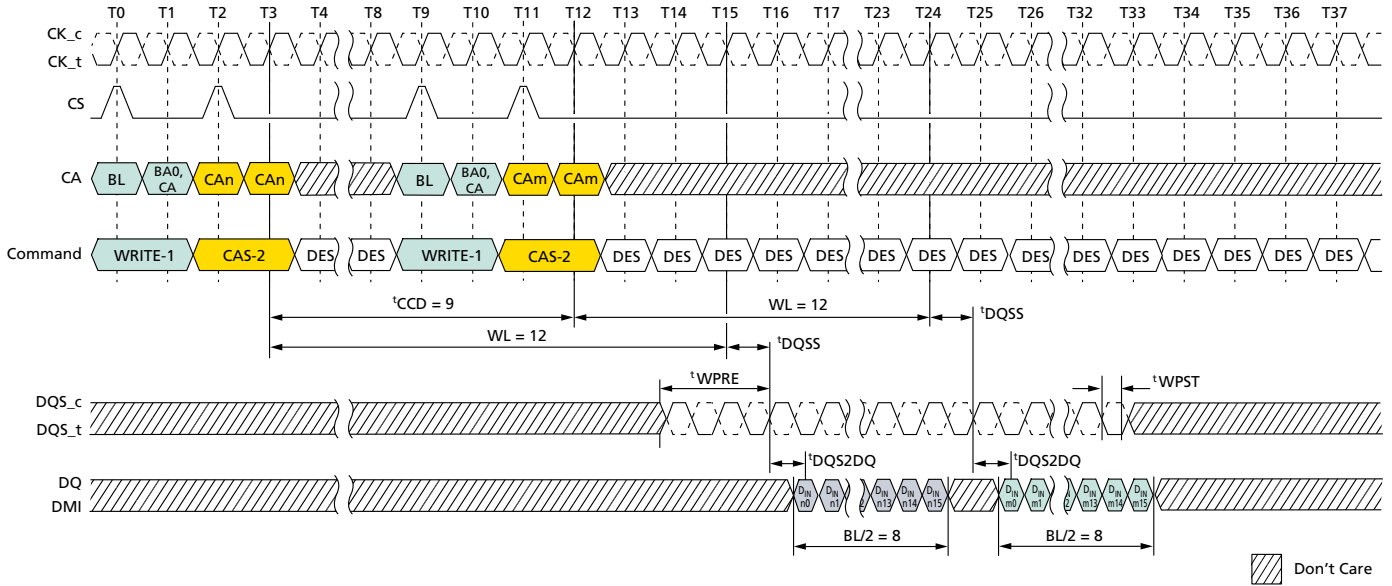 T0 T1 T2 T3 T4 T8 T9 T10 T11 T12 T13 T14 T15 T16 T17 T23 T24 T25 T26 T32 T33 T34 T35 T36 T37
CK_c
CK_t
CS
CA BL BA0, CA CAn CAn BL BA0, CA CAm CAm
Command WRITE-1 CAS-2 DES DES WRITE-1 CAS-2 DES DES DES DES DES DES DES DES DES DES DES DES DES DES DES
tCCD = 9 WL = 12 tDQSS
WL = 12 tDQSS
tWPRE tWPST
DQS_c
DQS_t
tDQS2DQ tDQS2DQ
DQ
DMI
DIN n0 DIN n1 DIN n13 DIN n14 DIN n15 DIN m0 DIN m1 DIN m13 DIN m14 DIN m15
BL/2 = 8 BL/2 = 8
Don't Care